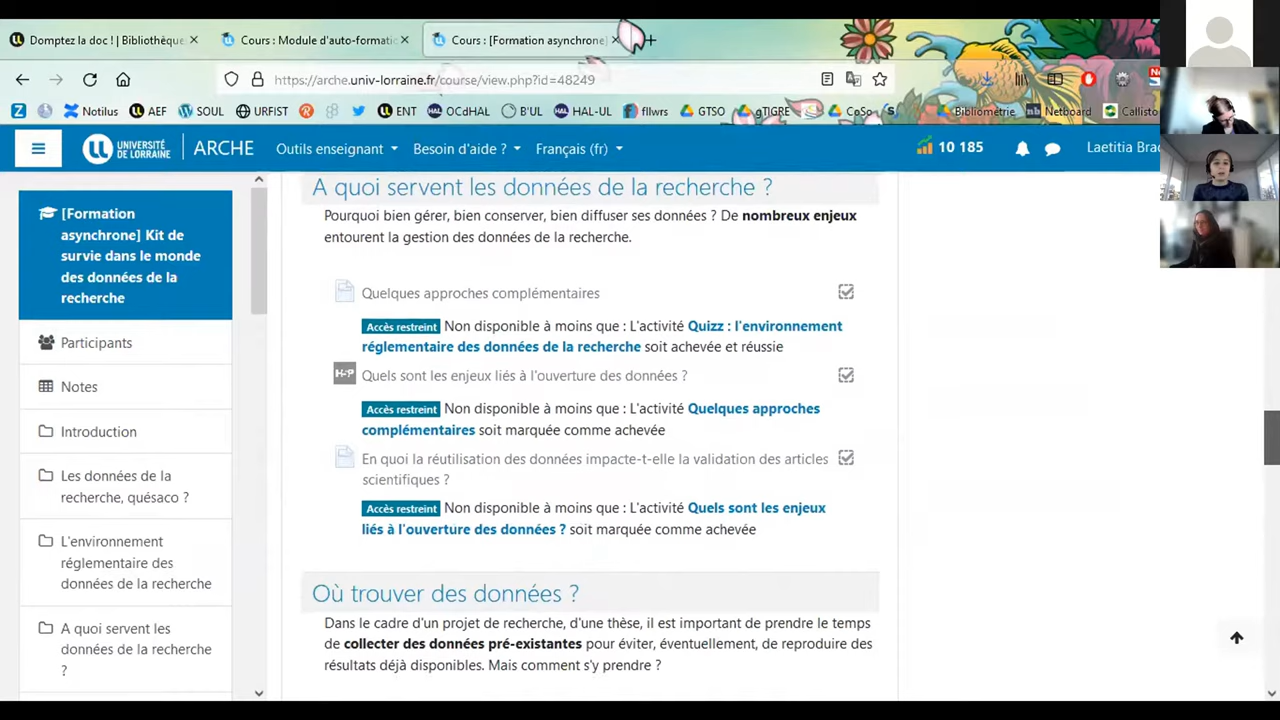 Domptez la doc ! | Bibliothèque
Cours : Module d'auto-formati
Cours : [Formation asynchrone]
https://arche.univ-lorraine.fr/course/view.php?id=48249
Notilus
AEF
SOUL
URFIST
fllwrs
ENT
OCdHAL
B'UL
HAL-UL
GTSO
gTIGRE
CoSo
Bibliométrie
Netboard
Callisto
UNIVERSITÉ
DE LORRAINE
ARCHE
Outils enseignant
Besoin d'aide ?
Français (fr)
10 185
Laetitia Brac
[Formation
asynchrone] Kit de
survie dans le monde
des données de la
recherche
Participants
Notes
Introduction
Les données de la
recherche, quésaco ?
L'environnement
réglementaire des
données de la recherche
A quoi servent les
données de la recherche
?
A quoi servent les données de la recherche ?
Pourquoi bien gérer, bien conserver, bien diffuser ses données ? De nombreux enjeux
entourent la gestion des données de la recherche.
Quelques approches complémentaires
Accès restreint Non disponible à moins que : L'activité Quizz : l'environnement
réglementaire des données de la recherche soit achevée et réussie
H-P Quels sont les enjeux liés à l'ouverture des données ?
Accès restreint Non disponible à moins que : L'activité Quelques approches
complémentaires soit marquée comme achevée
En quoi la réutilisation des données impacte-t-elle la validation des articles
scientifiques ?
Accès restreint Non disponible à moins que : L'activité Quels sont les enjeux
liés à l'ouverture des données ? soit marquée comme achevée
Où trouver des données ?
Dans le cadre d'un projet de recherche, d'une thèse, il est important de prendre le temps
de collecter des données pré-existantes pour éviter, éventuellement, de reproduire des
résultats déjà disponibles. Mais comment s'y prendre ?